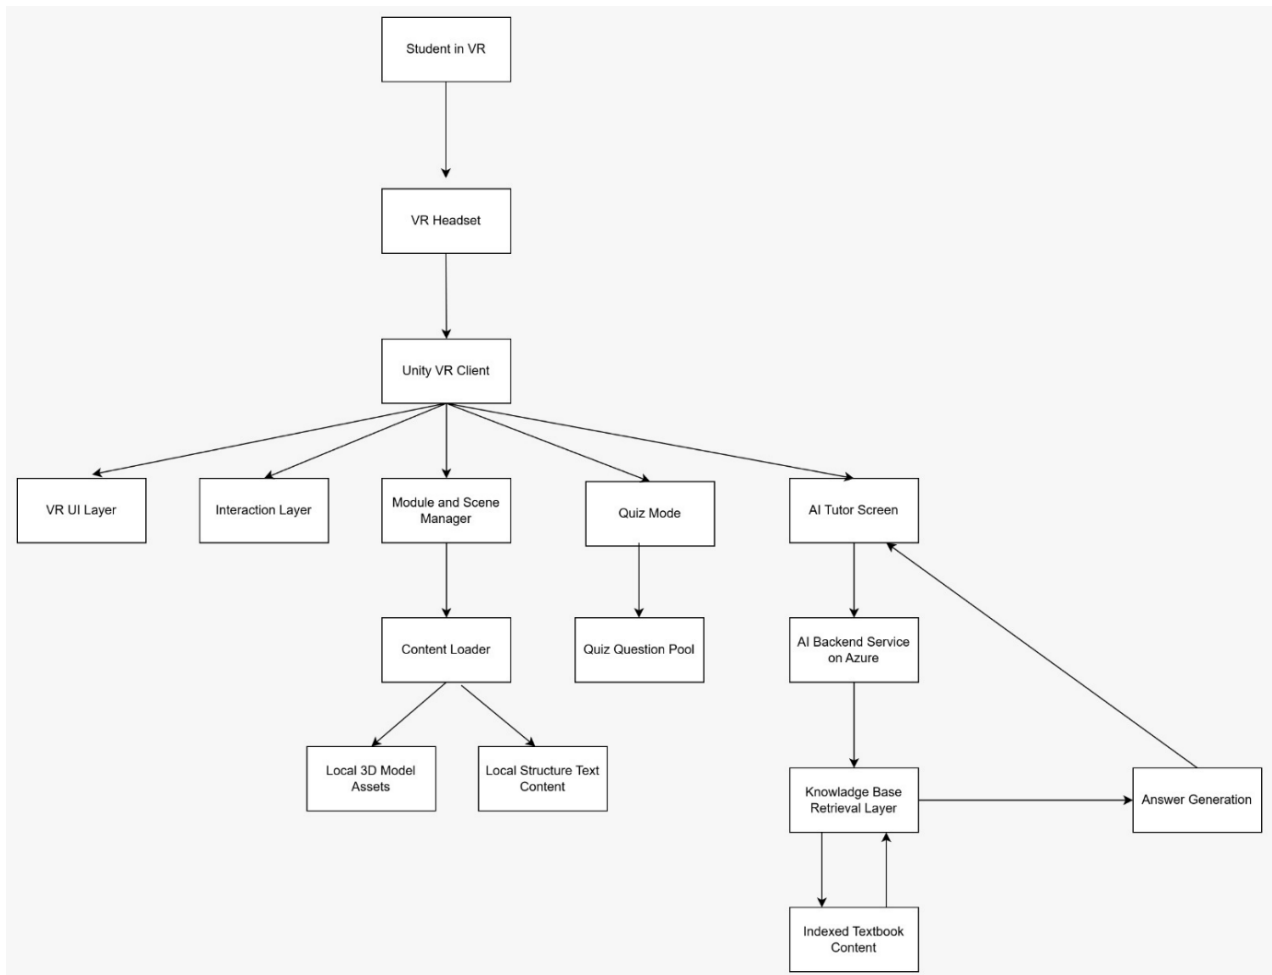 Student in VR
VR Headset
Unity VR Client
VR UI Layer
Interaction Layer
Module and Scene
Manager
Quiz Mode
AI Tutor Screen
Content Loader
Quiz Question Pool
AI Backend Service
on Azure
Local 3D Model
Assets
Local Structure Text
Content
Knowladge Base
Retrieval Layer
Answer Generation
Indexed Textbook
Content